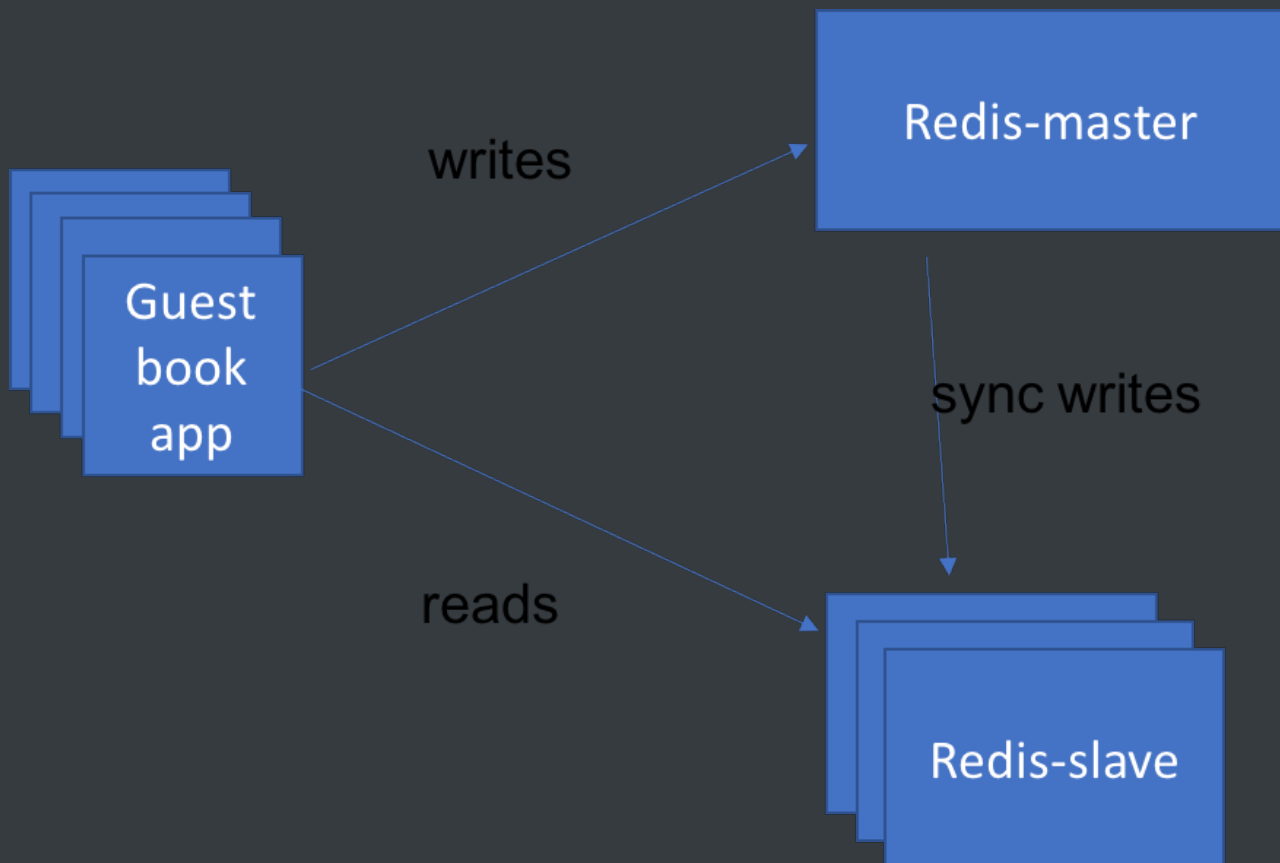 Redis-master
writes
Guest
book
app
sync writes
reads
Redis-slave